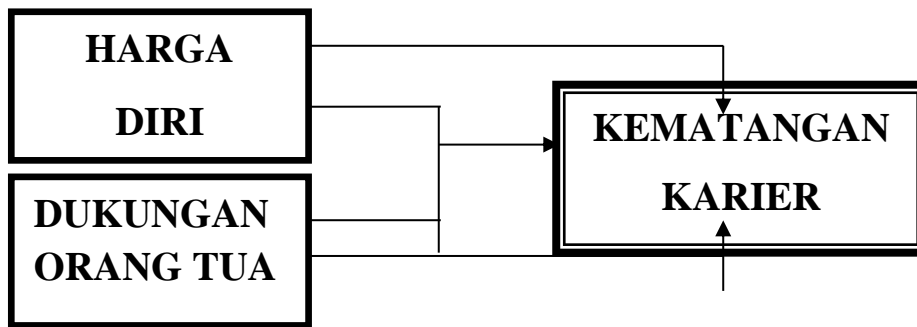 HARGA
DIRI
KEMATANGAN
KARIER
DUKUNGAN
ORANG TUA